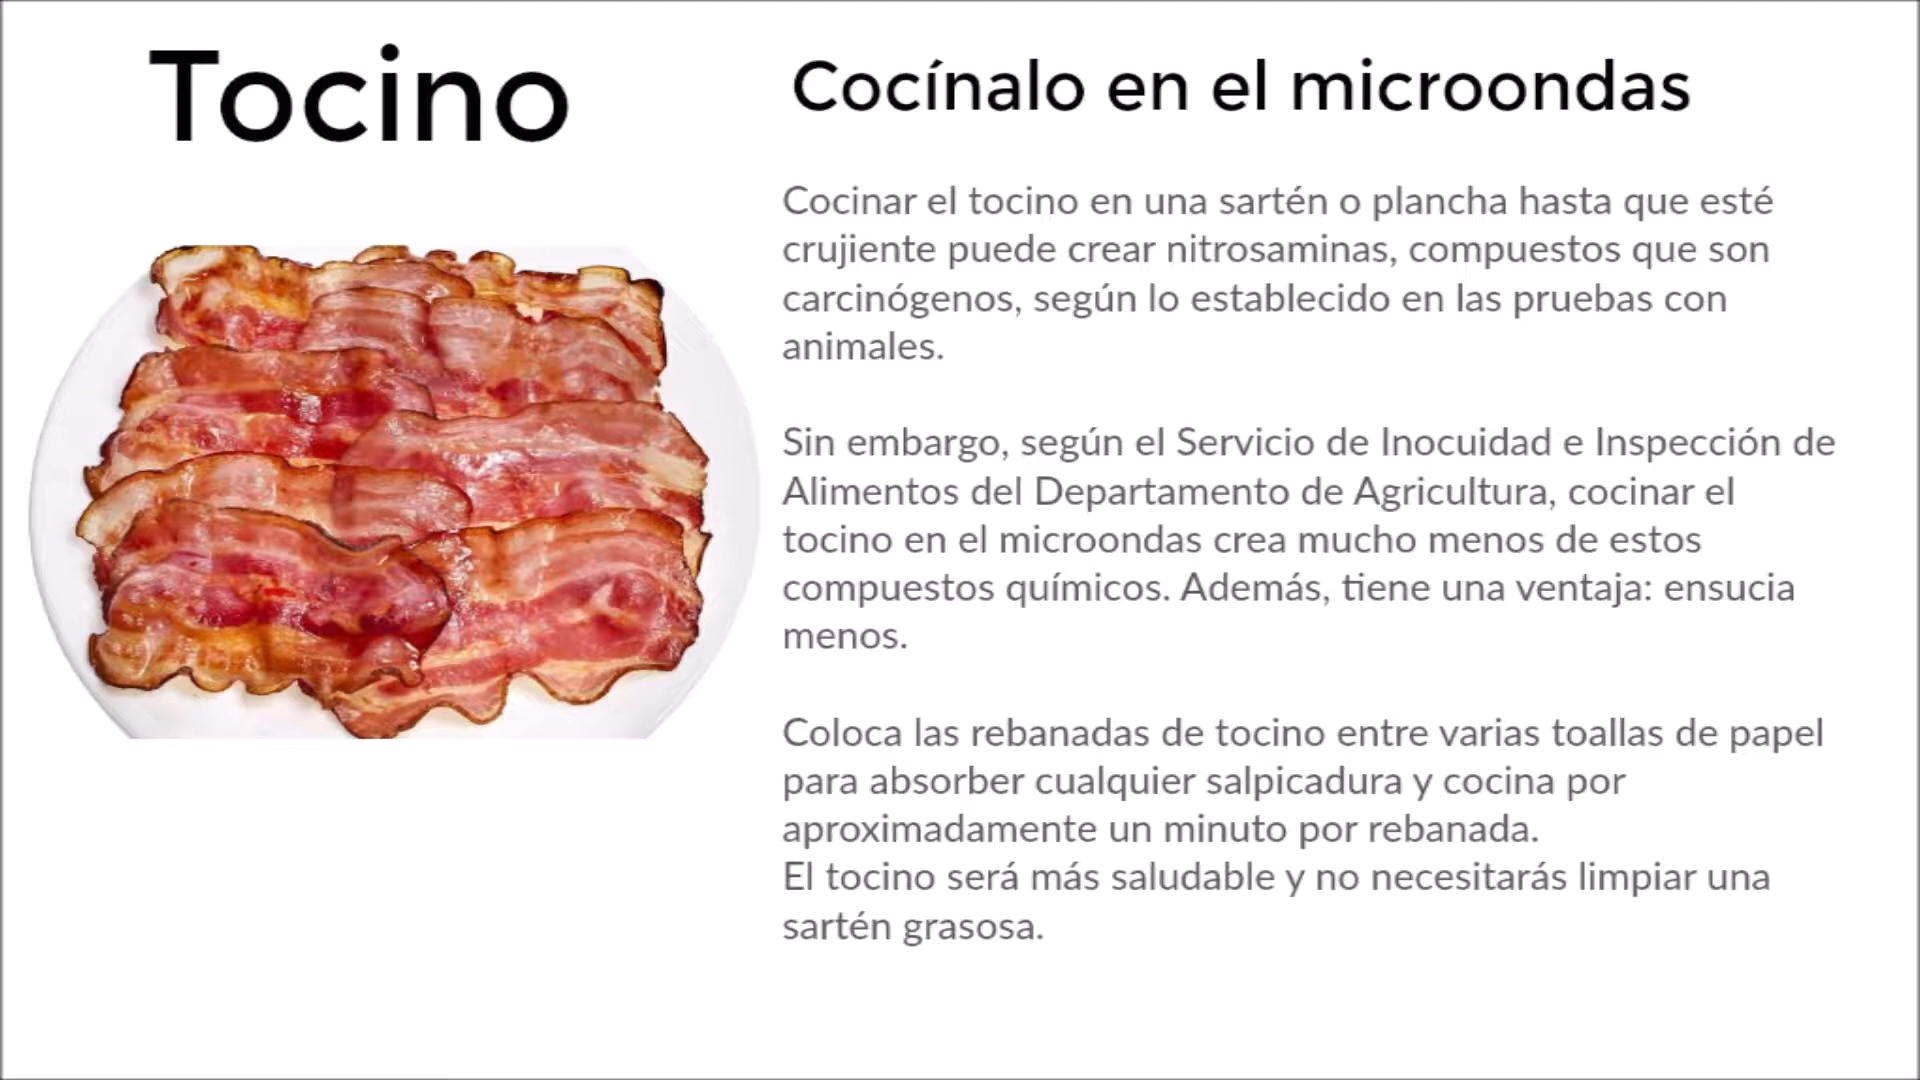 Tocino
Cocínalo en el microondas
Cocinar el tocino en una sartén o plancha hasta que esté
crujiente puede crear nitrosaminas, compuestos que son
carcinógenos, según lo establecido en las pruebas con
animales.
Sin embargo, según el Servicio de Inocuidad e Inspección de
Alimentos del Departamento de Agricultura, cocinar el
tocino en el microondas crea mucho menos de estos
compuestos químicos. Además, tiene una ventaja: ensucia
menos.
Coloca las rebanadas de tocino entre varias toallas de papel
para absorber cualquier salpicadura y cocina por
aproximadamente un minuto por rebanada.
El tocino será más saludable y no necesitarás limpiar una
sartén grasosa.